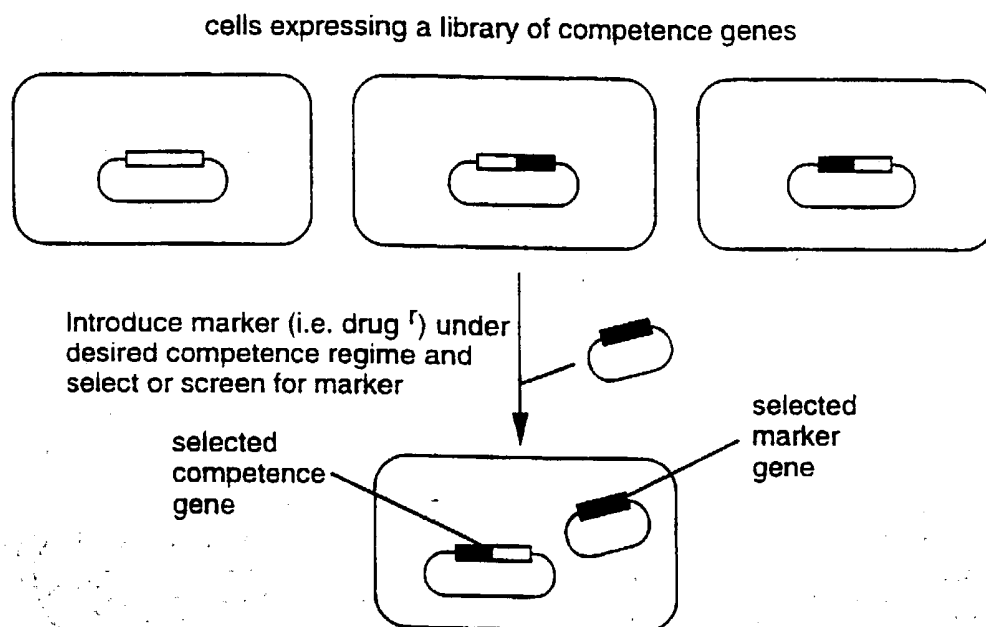 cells expressing a library of competence genes
Introduce marker (i.e. drug ʳ) under
desired competence regime and
select or screen for marker
selected
marker
gene
selected
competence
gene